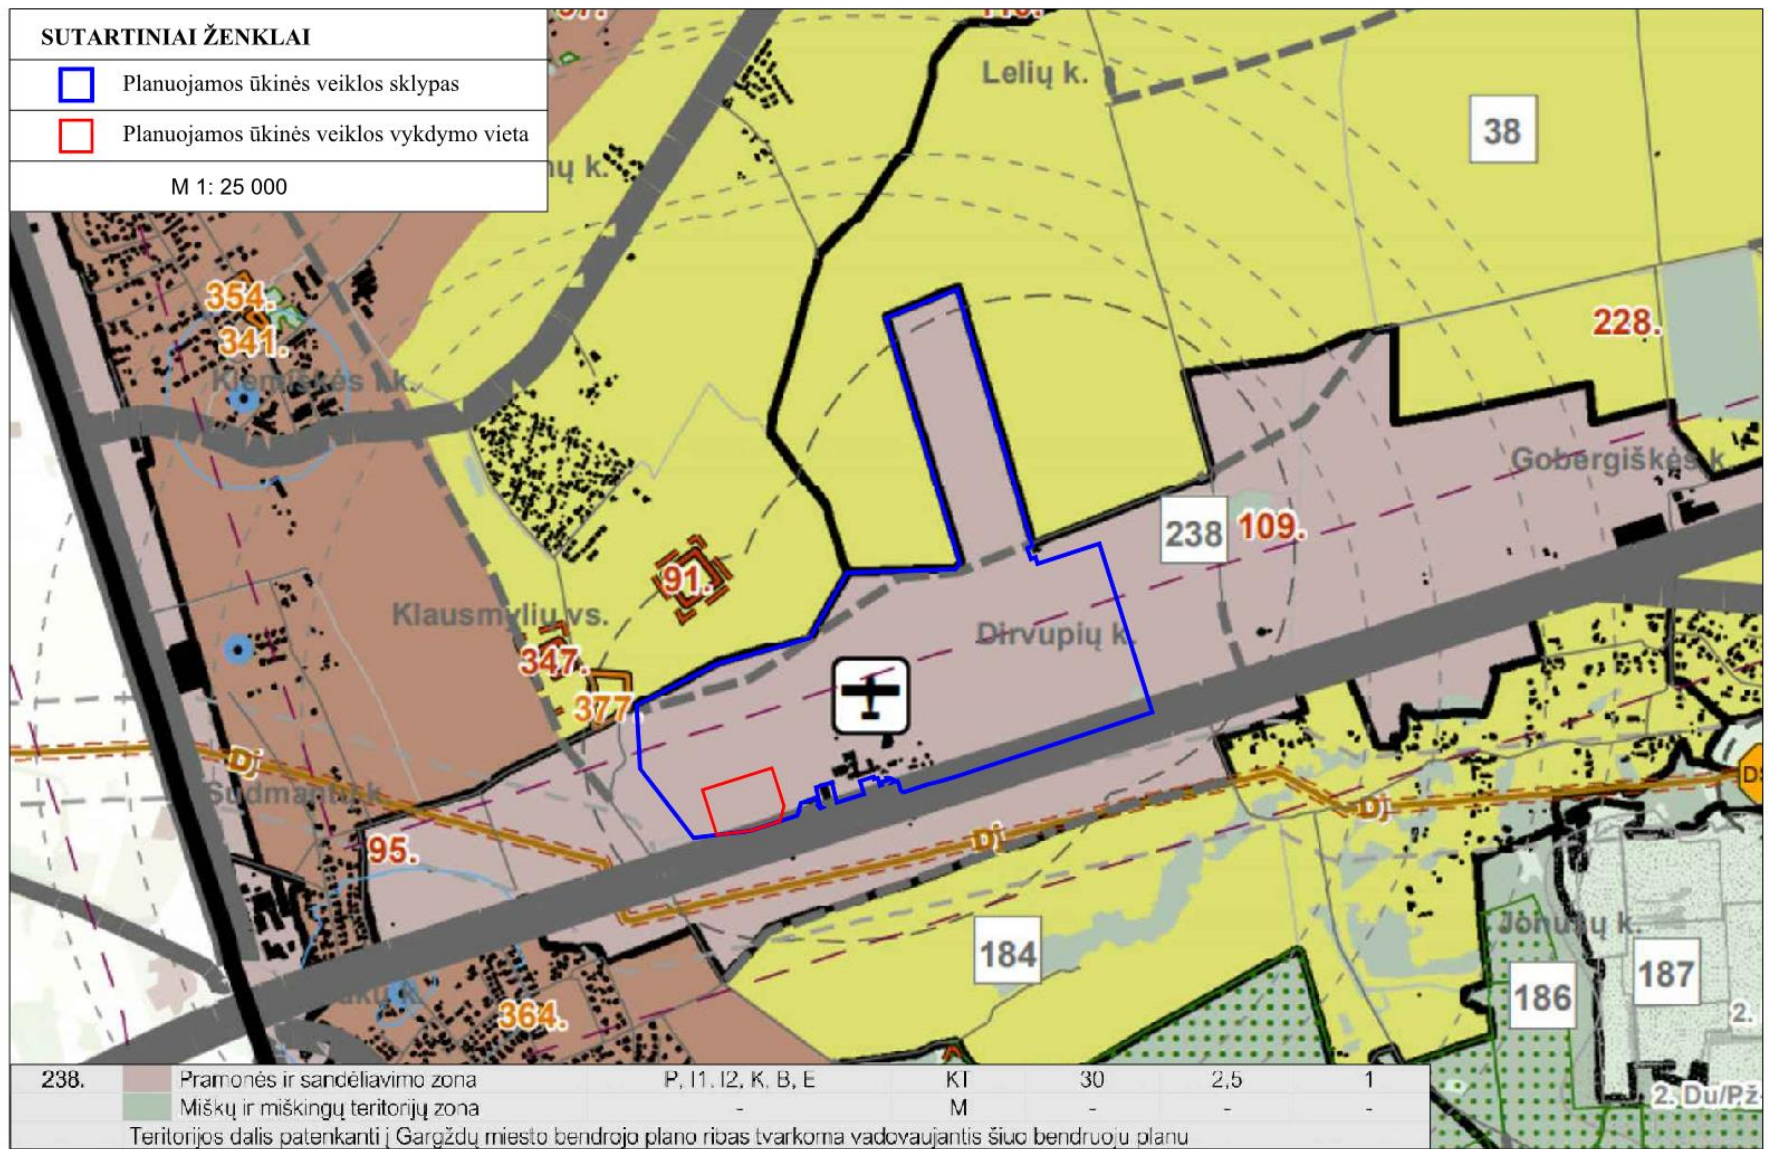 SUTARTINIAI ŽENKLAI
Planuojamos ūkinės veiklos sklypas
Planuojamos ūkinės veiklos vykdymo vieta
M 1: 25 000
Lelių k.
38
354.
341.
228.
Gobergiškės k.
238
109.
91.
Klausmylių vs.
Dirvupių k.
347.
377.
Dj
Sudmantų k.
95.
Dj
Dj
184
Jonušų k.
186
187
2.
364.
2. Du/Pž
238. Pramonės ir sandėliavimo zona P, I1. I2, K, B, E KT 30 2,5 1
Miškų ir miškingų teritorijų zona - M - - -
Teritorijos dalis patenkanti į Gargždų miesto bendrojo plano ribas tvarkoma vadovaujantis šiuo bendruoju planu